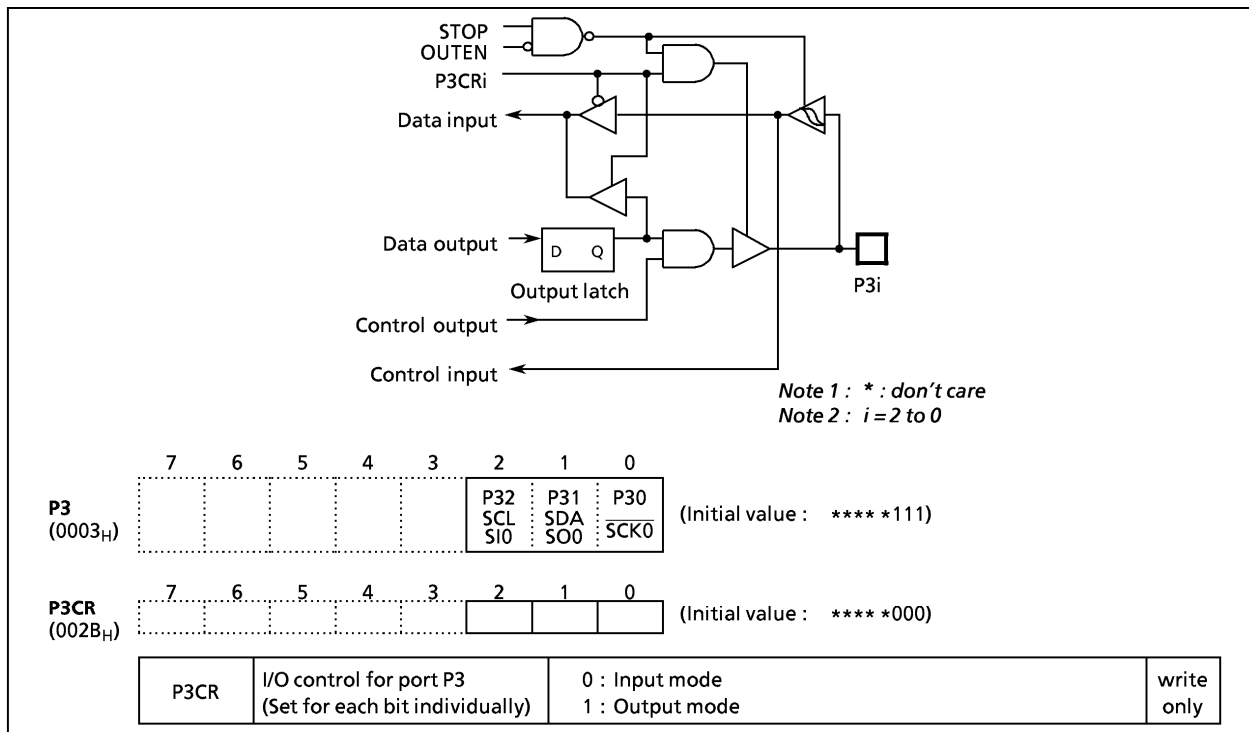 STOP
OUTEN
P3CRi
Data input
Data output
D Q
Output latch
P3i
Control output
Control input
Note 1 : * : don't care
Note 2 : i = 2 to 0
7 6 5 4 3 2 1 0
P3
(0003H)
P32 P31 P30
SCL SDA SCK0
SI0 SO0
(Initial value : **** *111)
7 6 5 4 3 2 1 0
P3CR
(002BH)
(Initial value : **** *000)
P3CR
I/O control for port P3
(Set for each bit individually)
0 : Input mode
1 : Output mode
write
only